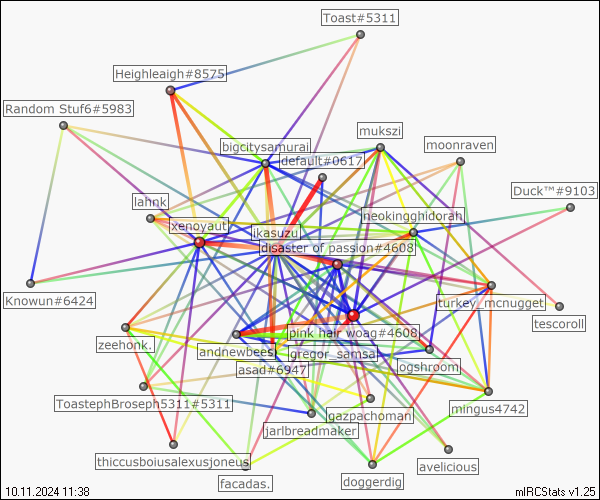 Toast#5311
Heighleaigh#8575
Random Stuf6#5983
mukszi
bigcitysamurai
moonraven
default#0617
Duck™#9103
lahnk
neokingghidorah
xenoyaut
ikasuzu
disaster of passion#4608
Knowun#6424
turkey_mcnugget
tescoroll
pink hair woag#4608
zeehonk.
andnewbees
gregor_samsa
asad#6947
ogshroom
ToastephBroseph5311#5311
mingus4742
gazpachoman
jarlbreadmaker
thiccusboiusalexusjoneus
avelicious
doggerdig
facadas.
10.11.2024 11:38
mIRCStats v1.25